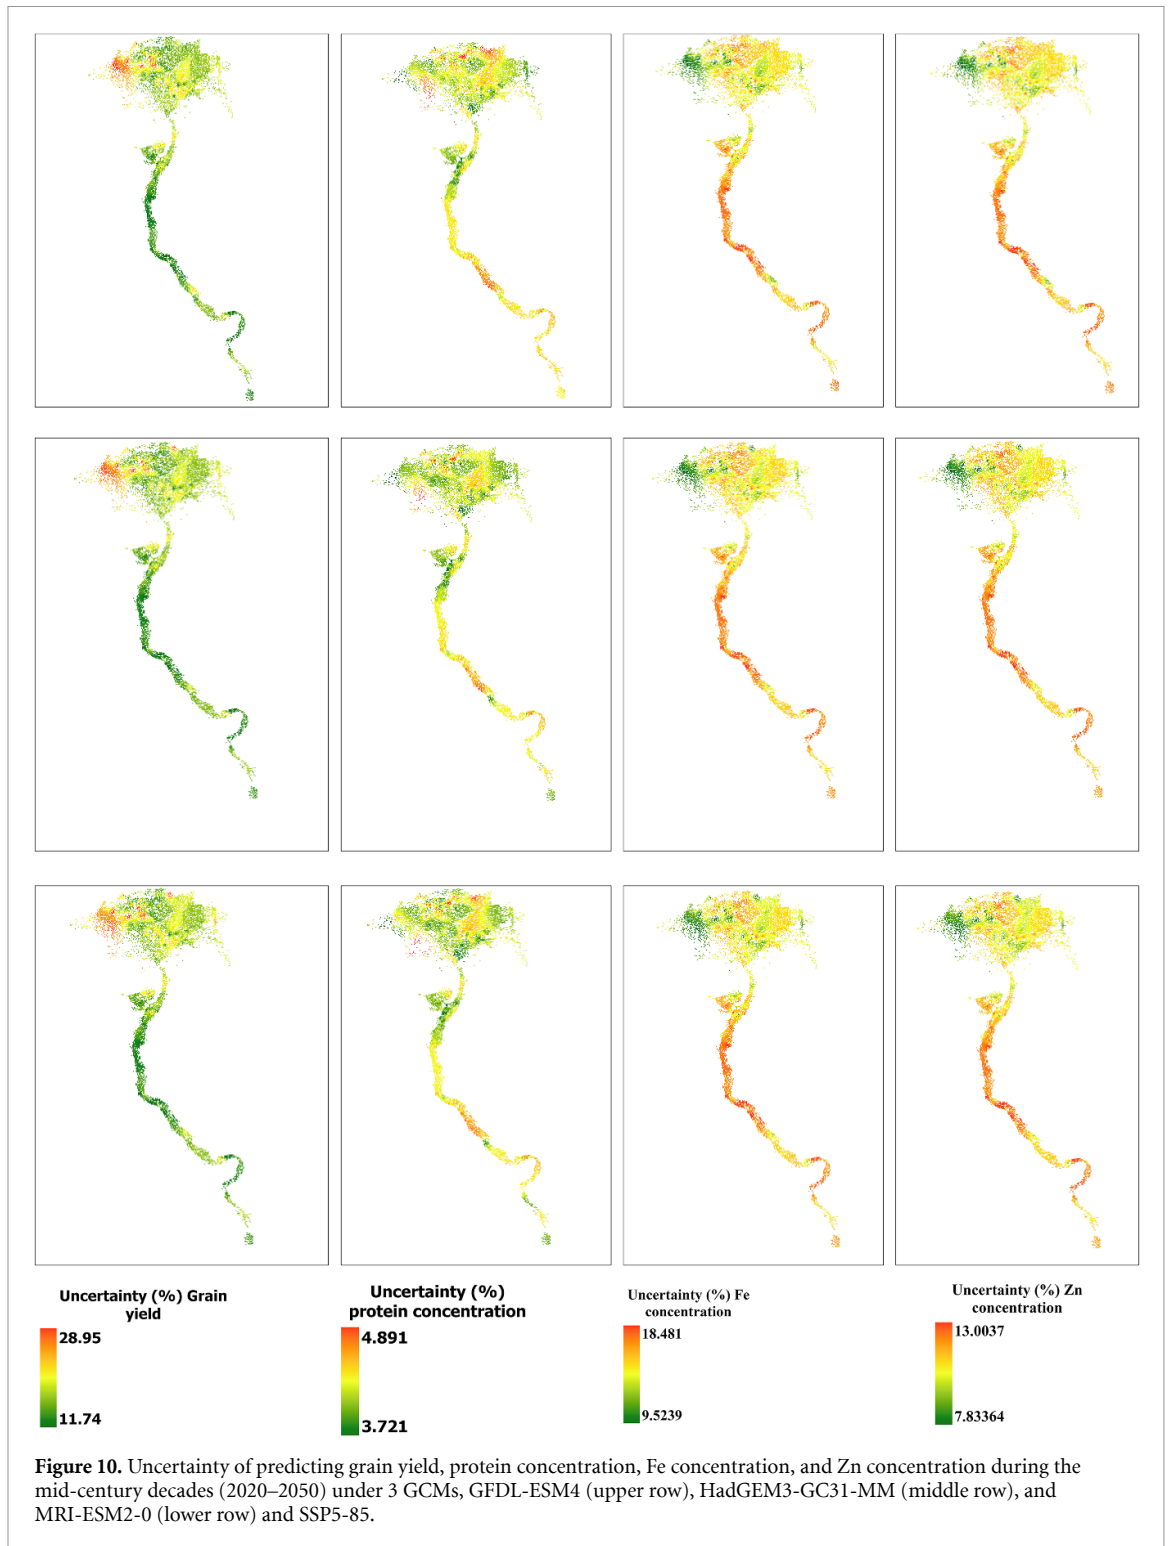 Uncertainty (%) Grain
yield
28.95
11.74
Uncertainty (%)
protein concentration
4.891
3.721
Uncertainty (%) Fe
concentration
18.481
9.5239
Uncertainty (%) Zn
concentration
13.0037
7.83364
Figure 10. Uncertainty of predicting grain yield, protein concentration, Fe concentration, and Zn concentration during the
mid-century decades (2020–2050) under 3 GCMs, GFDL-ESM4 (upper row), HadGEM3-GC31-MM (middle row), and
MRI-ESM2-0 (lower row) and SSP5-85.